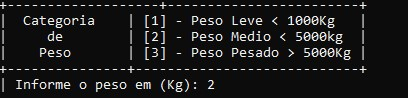 +-------------------+------------------------+
| Categoria | [1] - Peso Leve < 1000Kg |
| de | [2] - Peso Medio < 5000Kg |
| Peso | [3] - Peso Pesado > 5000Kg |
+------------+-------------------------------+
| Informe o peso em (Kg): 2